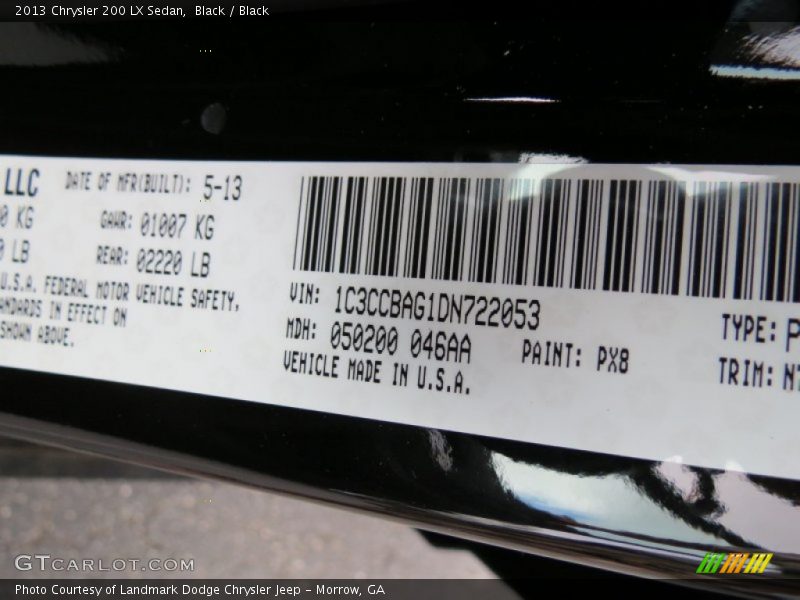 2013 Chrysler 200 LX Sedan, Black / Black
LLC DATE OF MFR(BUILT): 5-13
KG GAWR: 01007 KG
LB REAR: 02220 LB
U.S.A. FEDERAL MOTOR VEHICLE SAFETY,
IN EFFECT ON
SHOWN ABOVE.
VIN: 1C3CCBAG1DN722053
MDH: 050200 046AA
PAINT: PX8
VEHICLE MADE IN U.S.A.
TYPE: P
TRIM:
GTCARLOT.COM
Photo Courtesy of Landmark Dodge Chrysler Jeep – Morrow, GA